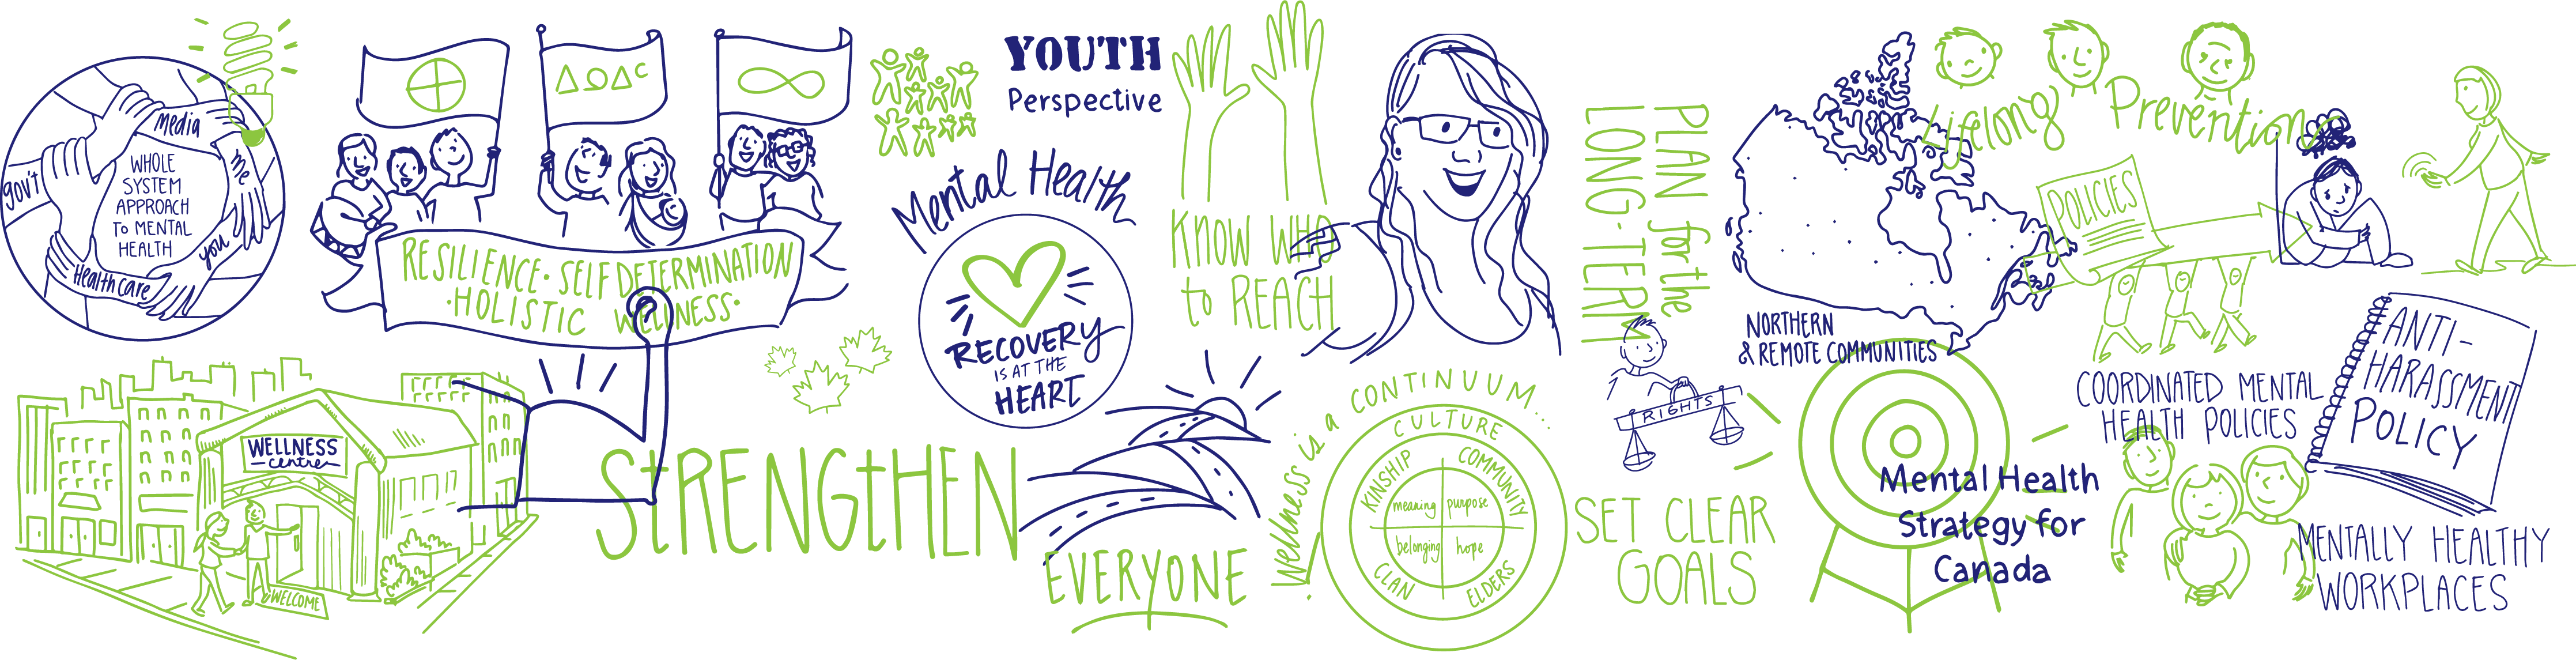 WHOLE
SYSTEM
APPROACH
To MENTAL
HEALTH
Media
me
you
Health care
gov't
ᐃᓄᐃᑦ
RESILIENCE · SELF DETERMINATION
· HOLISTIC WELLNESS ·
WELLNESS
centre
WELCOME
StRENGtHEN
YOUTH
Perspective
Mental Health
RECOVERY
IS AT THE
HEART
EVERYONE
KNOW WHO
to REACH
Wellness is a CONTINUUM...
CULTURE
KINSHIP
COMMUNITY
CLAN
ELDERS
meaning
purpose
belonging
hope
PLAN for the
LONG-TERM
RIGHTS
SET CLEAR
GOALS
NORTHERN
& REMOTE COMMUNITIES
Mental Health
Strategy for
Canada
Lifelong Prevention
POLICIES
COORDINATED MENTAL
HEALTH POLICIES
ANTI-
HARASSMENT
POLICY
MENTALLY HEALTHY
WORKPLACES